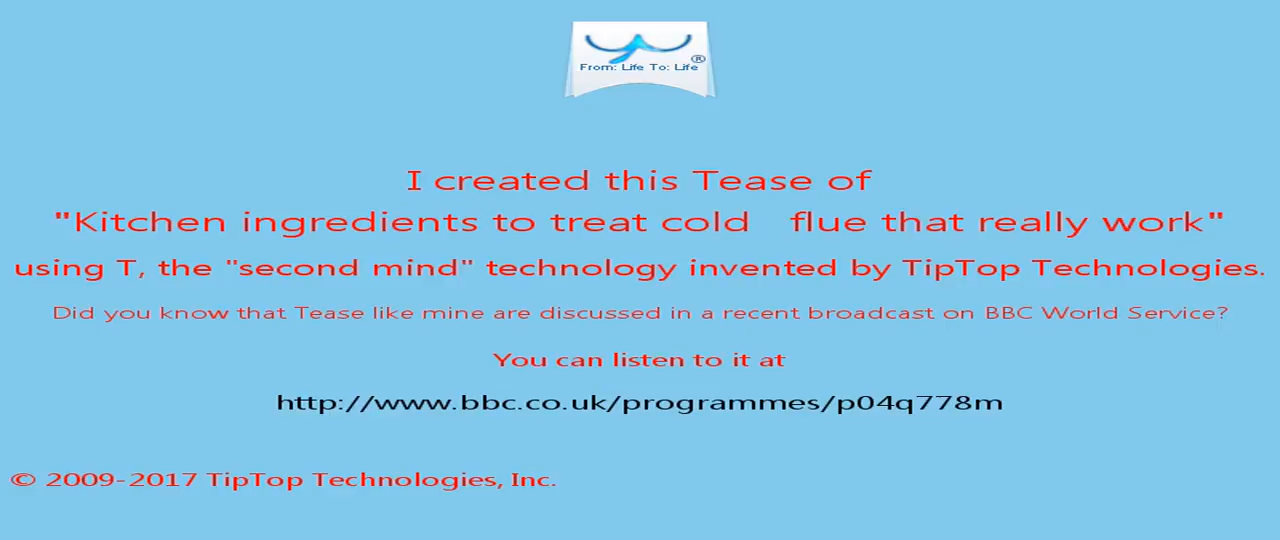 From: Life To: Life®
I created this Tease of
"Kitchen ingredients to treat cold   flue that really work"
using T, the "second mind" technology invented by TipTop Technologies.
Did you know that Tease like mine are discussed in a recent broadcast on BBC World Service?
You can listen to it at
http://www.bbc.co.uk/programmes/p04q778m
© 2009-2017 TipTop Technologies, Inc.